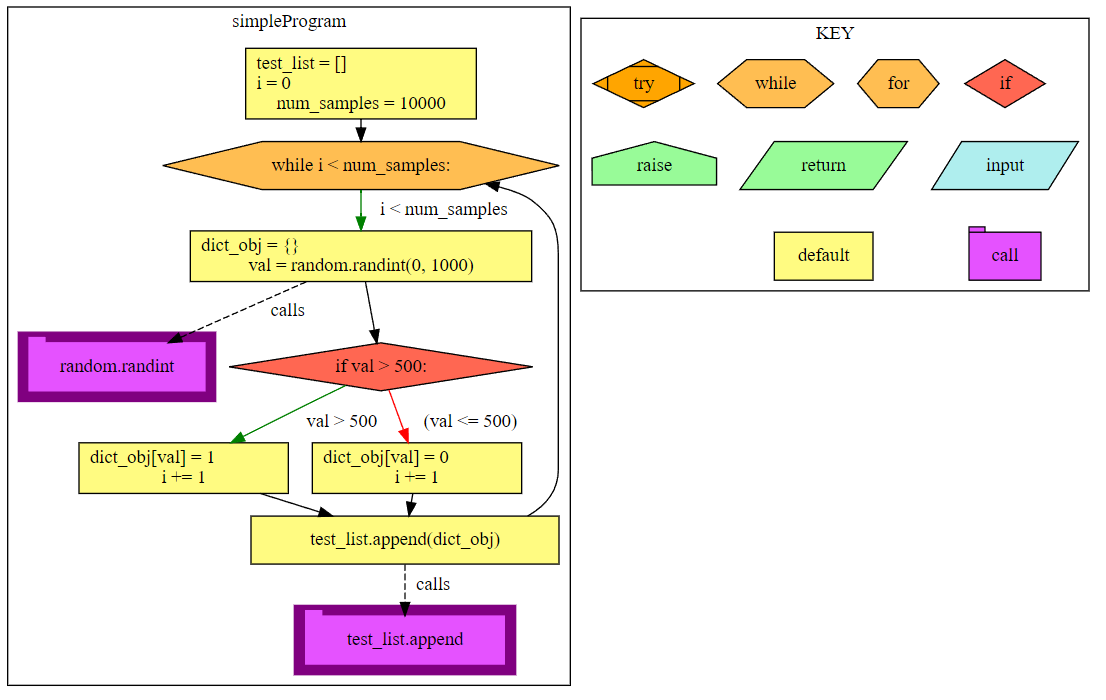 simpleProgram
test_list = []
i = 0
num_samples = 10000
while i < num_samples:
i < num_samples
dict_obj = {}
val = random.randint(0, 1000)
calls
random.randint
if val > 500:
val > 500
(val <= 500)
dict_obj[val] = 1
i += 1
dict_obj[val] = 0
i += 1
test_list.append(dict_obj)
calls
test_list.append
KEY
try
while
for
if
raise
return
input
default
call